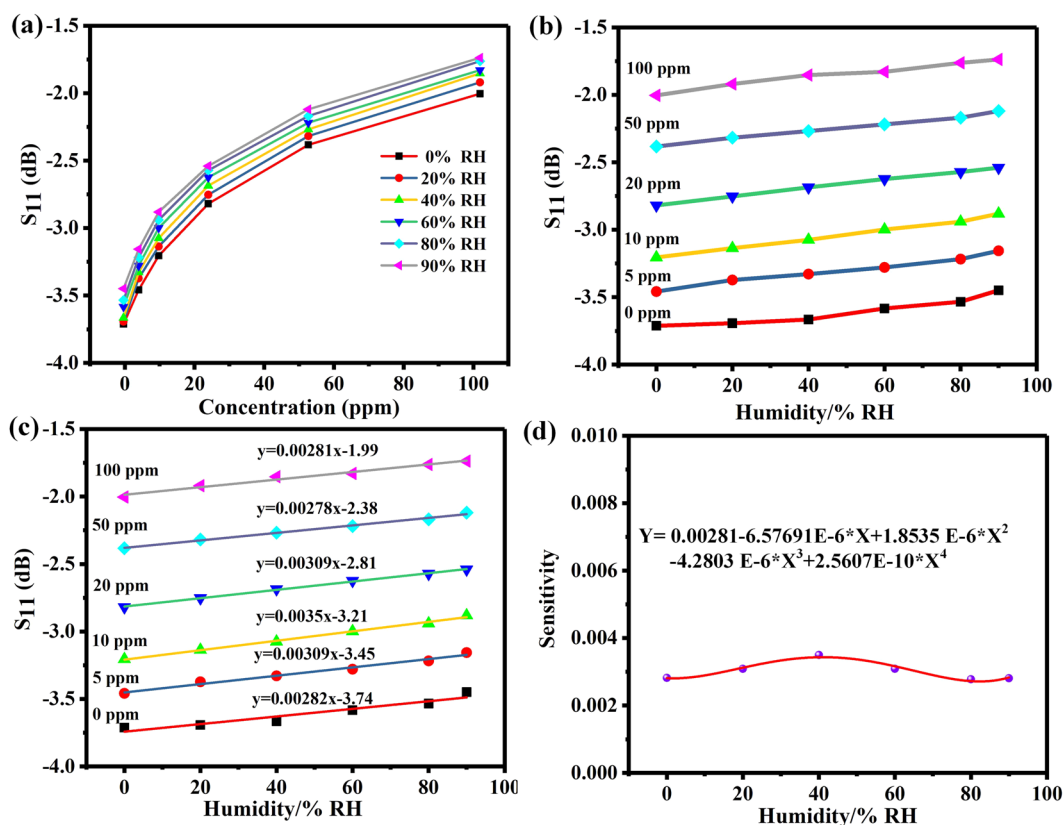 (a)
-1.5
-2.0
-2.5
-3.0
-3.5
-4.0
S11 (dB)
0% RH
20% RH
40% RH
60% RH
80% RH
90% RH
0 20 40 60 80 100
Concentration (ppm)
(b)
-1.5
-2.0
-2.5
-3.0
-3.5
-4.0
S11 (dB)
100 ppm
50 ppm
20 ppm
10 ppm
5 ppm
0 ppm
0 20 40 60 80 100
Humidity/% RH
(c)
-1.5
-2.0
-2.5
-3.0
-3.5
-4.0
S11 (dB)
100 ppm
y=0.00281x-1.99
50 ppm
y=0.00278x-2.38
20 ppm
y=0.00309x-2.81
10 ppm
y=0.0035x-3.21
5 ppm
y=0.00309x-3.45
0 ppm
y=0.00282x-3.74
0 20 40 60 80 100
Humidity/% RH
(d)
0.010
0.008
0.006
0.004
0.002
0.000
Sensitivity
Y= 0.00281-6.57691E-6*X+1.8535 E-6*X²
-4.2803 E-6*X³+2.5607E-10*X⁴
0 20 40 60 80 100
Humidity/% RH